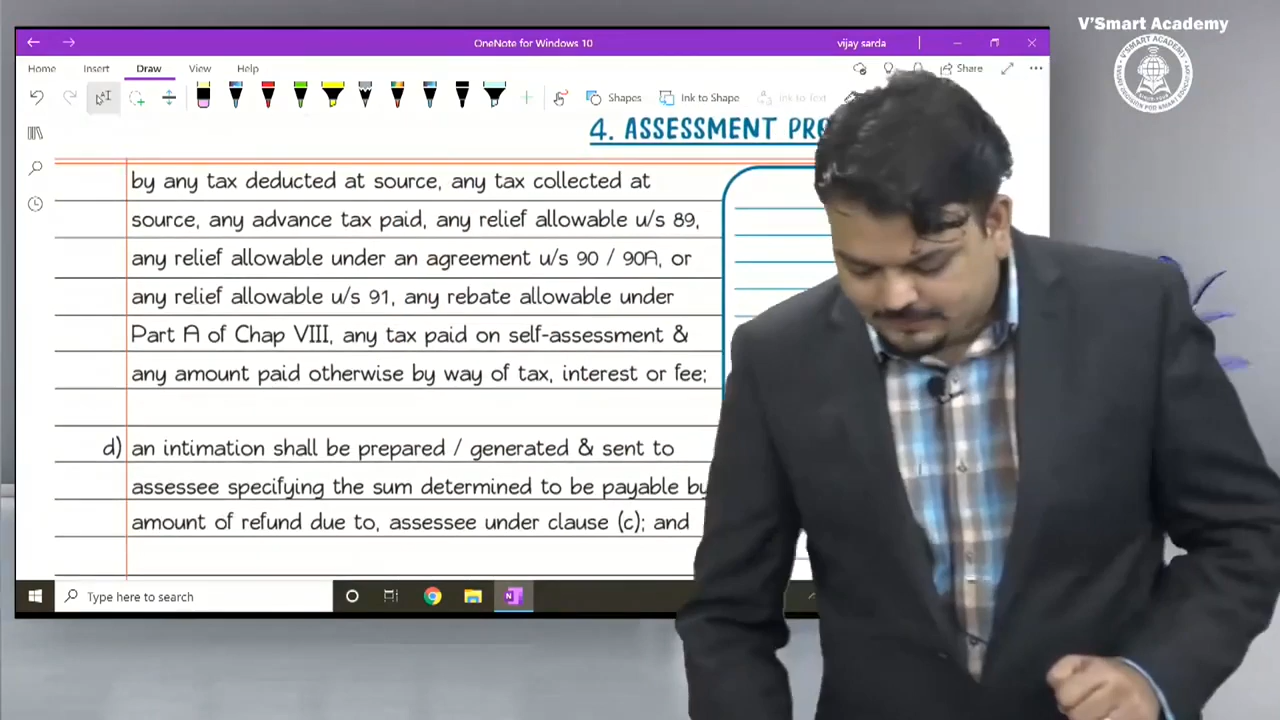 V'Smart Academy
OneNote for Windows 10
vijay sarda
Home Insert Draw View Help
Share
Shapes Ink to Shape Ink to Text
4. ASSESSMENT
by any tax deducted at source, any tax collected at
source, any advance tax paid, any relief allowable u/s 89,
any relief allowable under an agreement u/s 90 / 90A, or
any relief allowable u/s 91, any rebate allowable under
Part A of Chap VIII, any tax paid on self-assessment &
any amount paid otherwise by way of tax, interest or fee;
d) an intimation shall be prepared / generated & sent to
assessee specifying the sum determined to be payable by
amount of refund due to, assessee under clause (c); and
Type here to search